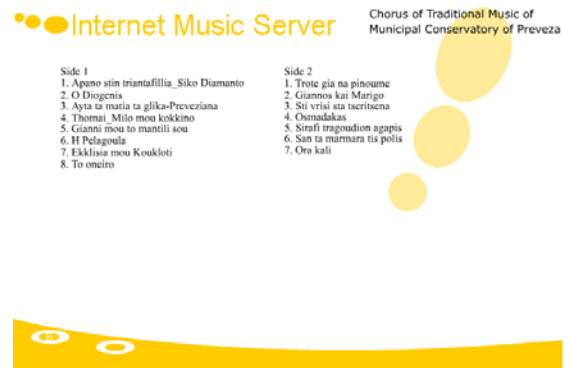 Internet Music Server
Chorus of Traditional Music of
Municipal Conservatory of Preveza
Side 1
1. Apano stin triantafillia_Siko Diamanto
2. O Diogenis
3. Ayta ta matia ta glika-Preveziana
4. Thomai_Milo mou kokkino
5. Gianni mou to mantili sou
6. H Pelagoula
7. Ekklisia mou Koukloti
8. To oneiro
Side 2
1. Trote gia na pinoume
2. Giannos kai Marigo
3. Sti vrisi sta tseritsena
4. Osmadakas
5. Sirafi tragoudion agapis
6. San ta marmara tis polis
7. Ora kali